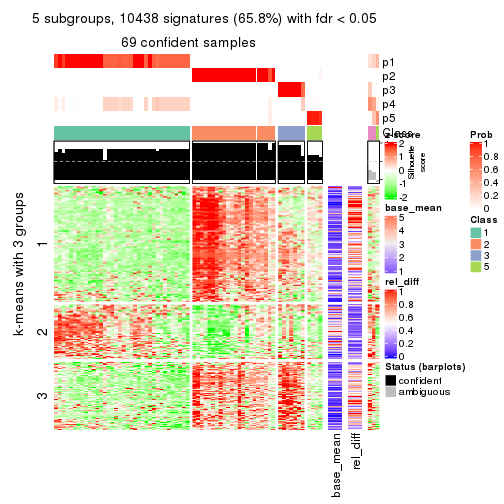 5 subgroups, 10438 signatures (65.8%) with fdr < 0.05
69 confident samples
p1
p2
p3
p4
p5
Class
Silhouette
score
k-means with 3 groups
1
2
3
base_mean
rel_diff
z-score
2
1
0
-1
-2
base_mean
5
4
3
2
1
rel_diff
1
0.8
0.6
0.4
0.2
0
Status (barplots)
confident
ambiguous
Prob
1
0.8
0.6
0.4
0.2
0
Class
1
2
3
5